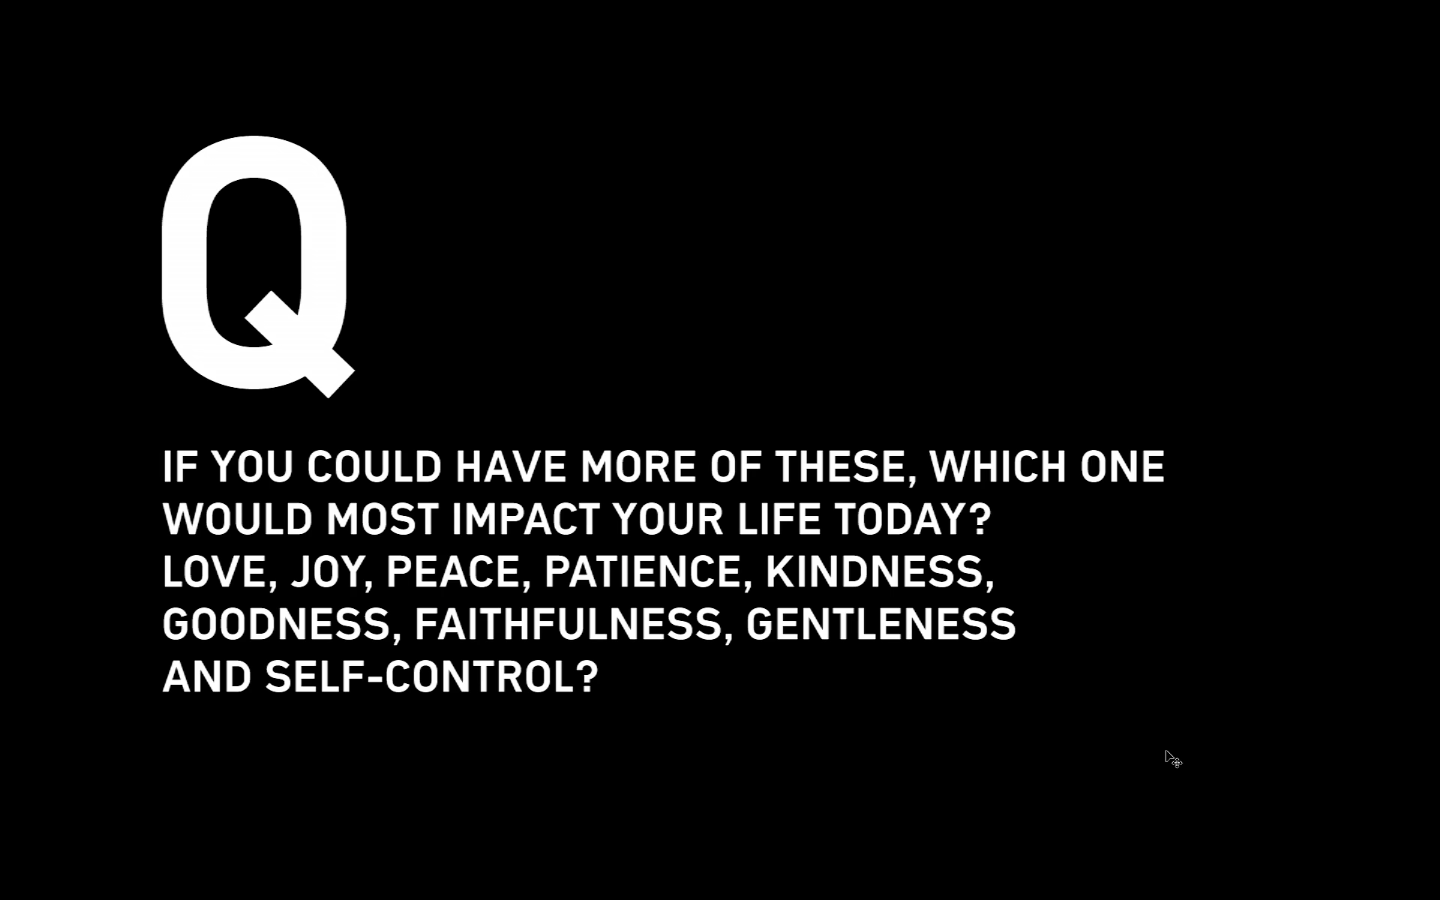 Q
IF YOU COULD HAVE MORE OF THESE, WHICH ONE
WOULD MOST IMPACT YOUR LIFE TODAY?
LOVE, JOY, PEACE, PATIENCE, KINDNESS,
GOODNESS, FAITHFULNESS, GENTLENESS
AND SELF-CONTROL?